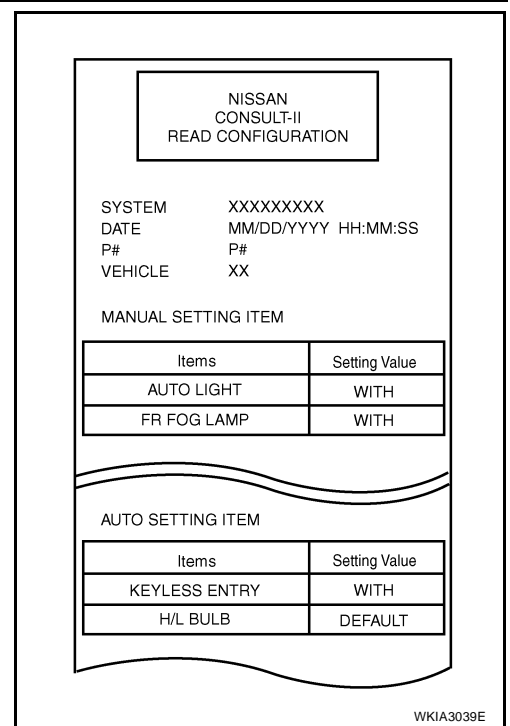 NISSAN
CONSULT-II
READ CONFIGURATION
SYSTEM XXXXXXXXX
DATE MM/DD/YYYY HH:MM:SS
P# P#
VEHICLE XX
MANUAL SETTING ITEM
Items Setting Value
AUTO LIGHT WITH
FR FOG LAMP WITH
AUTO SETTING ITEM
Items Setting Value
KEYLESS ENTRY WITH
H/L BULB DEFAULT
WKIA3039E